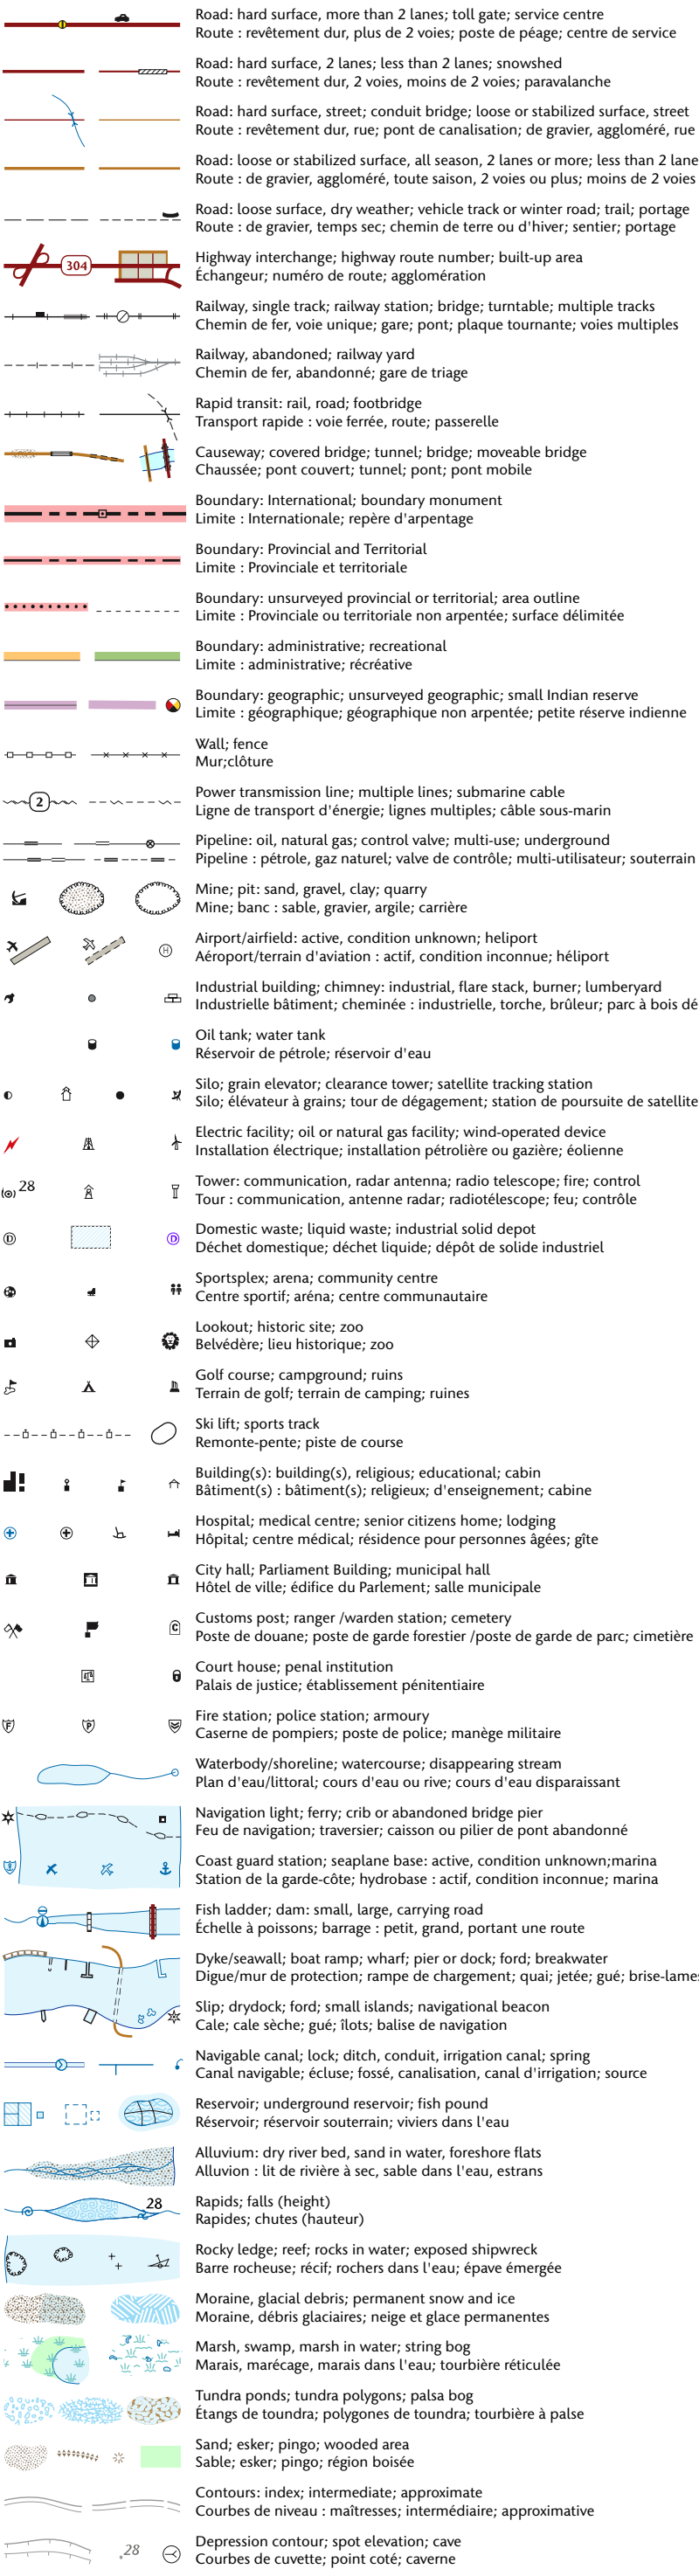 Road: hard surface, more than 2 lanes; toll gate; service centre
Route : revêtement dur, plus de 2 voies; poste de péage; centre de service
Road: hard surface, 2 lanes; less than 2 lanes; snowshed
Route : revêtement dur, 2 voies, moins de 2 voies; paravalanche
Road: hard surface, street; conduit bridge; loose or stabilized surface, street
Route : revêtement dur, rue; pont de canalisation; de gravier, aggloméré, rue
Road: loose or stabilized surface, all season, 2 lanes or more; less than 2 lane
Route : de gravier, aggloméré, toute saison, 2 voies ou plus; moins de 2 voies
Road: loose surface, dry weather; vehicle track or winter road; trail; portage
Route : de gravier, temps sec; chemin de terre ou d'hiver; sentier; portage
304
Highway interchange; highway route number; built-up area
Échangeur; numéro de route; agglomération
Railway, single track; railway station; bridge; turntable; multiple tracks
Chemin de fer, voie unique; gare; pont; plaque tournante; voies multiples
Railway, abandoned; railway yard
Chemin de fer, abandonné; gare de triage
Rapid transit: rail, road; footbridge
Transport rapide : voie ferrée, route; passerelle
Causeway; covered bridge; tunnel; bridge; moveable bridge
Chaussée; pont couvert; tunnel; pont; pont mobile
Boundary: International; boundary monument
Limite : Internationale; repère d'arpentage
Boundary: Provincial and Territorial
Limite : Provinciale et territoriale
Boundary: unsurveyed provincial or territorial; area outline
Limite : Provinciale ou territoriale non arpentée; surface délimitée
Boundary: administrative; recreational
Limite : administrative; récréative
Boundary: geographic; unsurveyed geographic; small Indian reserve
Limite : géographique; géographique non arpentée; petite réserve indienne
Wall; fence
Mur;clôture
2
Power transmission line; multiple lines; submarine cable
Ligne de transport d'énergie; lignes multiples; câble sous-marin
Pipeline: oil, natural gas; control valve; multi-use; underground
Pipeline : pétrole, gaz naturel; valve de contrôle; multi-utilisateur; souterrain
Mine; pit: sand, gravel, clay; quarry
Mine; banc : sable, gravier, argile; carrière
H
Airport/airfield: active, condition unknown; heliport
Aéroport/terrain d'aviation : actif, condition inconnue; héliport
Industrial building; chimney: industrial, flare stack, burner; lumberyard
Industrielle bâtiment; cheminée : industrielle, torche, brûleur; parc à bois dé
Oil tank; water tank
Réservoir de pétrole; réservoir d'eau
Silo; grain elevator; clearance tower; satellite tracking station
Silo; élévateur à grains; tour de dégagement; station de poursuite de satellite
Electric facility; oil or natural gas facility; wind-operated device
Installation électrique; installation pétrolière ou gazière; éolienne
28
Tower: communication, radar antenna; radio telescope; fire; control
Tour : communication, antenne radar; radiotélescope; feu; contrôle
D D
Domestic waste; liquid waste; industrial solid depot
Déchet domestique; déchet liquide; dépôt de solide industriel
Sportsplex; arena; community centre
Centre sportif; aréna; centre communautaire
Lookout; historic site; zoo
Belvédère; lieu historique; zoo
Golf course; campground; ruins
Terrain de golf; terrain de camping; ruines
Ski lift; sports track
Remonte-pente; piste de course
Building(s): building(s), religious; educational; cabin
Bâtiment(s) : bâtiment(s); religieux; d'enseignement; cabine
Hospital; medical centre; senior citizens home; lodging
Hôpital; centre médical; résidence pour personnes âgées; gîte
City hall; Parliament Building; municipal hall
Hôtel de ville; édifice du Parlement; salle municipale
C
Customs post; ranger /warden station; cemetery
Poste de douane; poste de garde forestier /poste de garde de parc; cimetière
Court house; penal institution
Palais de justice; établissement pénitentiaire
F P
Fire station; police station; armoury
Caserne de pompiers; poste de police; manège militaire
Waterbody/shoreline; watercourse; disappearing stream
Plan d'eau/littoral; cours d'eau ou rive; cours d'eau disparaissant
Navigation light; ferry; crib or abandoned bridge pier
Feu de navigation; traversier; caisson ou pilier de pont abandonné
Coast guard station; seaplane base: active, condition unknown;marina
Station de la garde-côte; hydrobase : actif, condition inconnue; marina
Fish ladder; dam: small, large, carrying road
Échelle à poissons; barrage : petit, grand, portant une route
Dyke/seawall; boat ramp; wharf; pier or dock; ford; breakwater
Digue/mur de protection; rampe de chargement; quai; jetée; gué; brise-lames
Slip; drydock; ford; small islands; navigational beacon
Cale; cale sèche; gué; îlots; balise de navigation
Navigable canal; lock; ditch, conduit, irrigation canal; spring
Canal navigable; écluse; fossé, canalisation, canal d'irrigation; source
Reservoir; underground reservoir; fish pound
Réservoir; réservoir souterrain; viviers dans l'eau
Alluvium: dry river bed, sand in water, foreshore flats
Alluvion : lit de rivière à sec, sable dans l'eau, estrans
28
Rapids; falls (height)
Rapides; chutes (hauteur)
Rocky ledge; reef; rocks in water; exposed shipwreck
Barre rocheuse; récif; rochers dans l'eau; épave émergée
Moraine, glacial debris; permanent snow and ice
Moraine, débris glaciaires; neige et glace permanentes
Marsh, swamp, marsh in water; string bog
Marais, marécage, marais dans l'eau; tourbière réticulée
Tundra ponds; tundra polygons; palsa bog
Étangs de toundra; polygones de toundra; tourbière à palse
Sand; esker; pingo; wooded area
Sable; esker; pingo; région boisée
Contours: index; intermediate; approximate
Courbes de niveau : maîtresses; intermédiaire; approximative
28
Depression contour; spot elevation; cave
Courbes de cuvette; point coté; caverne